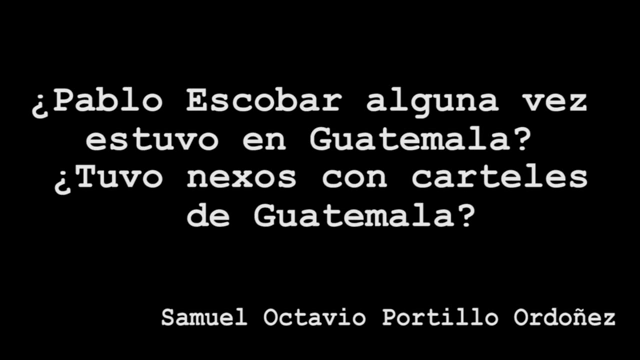 ¿Pablo Escobar alguna vez
estuvo en Guatemala?
¿Tuvo nexos con carteles
de Guatemala?
Samuel Octavio Portillo Ordoñez